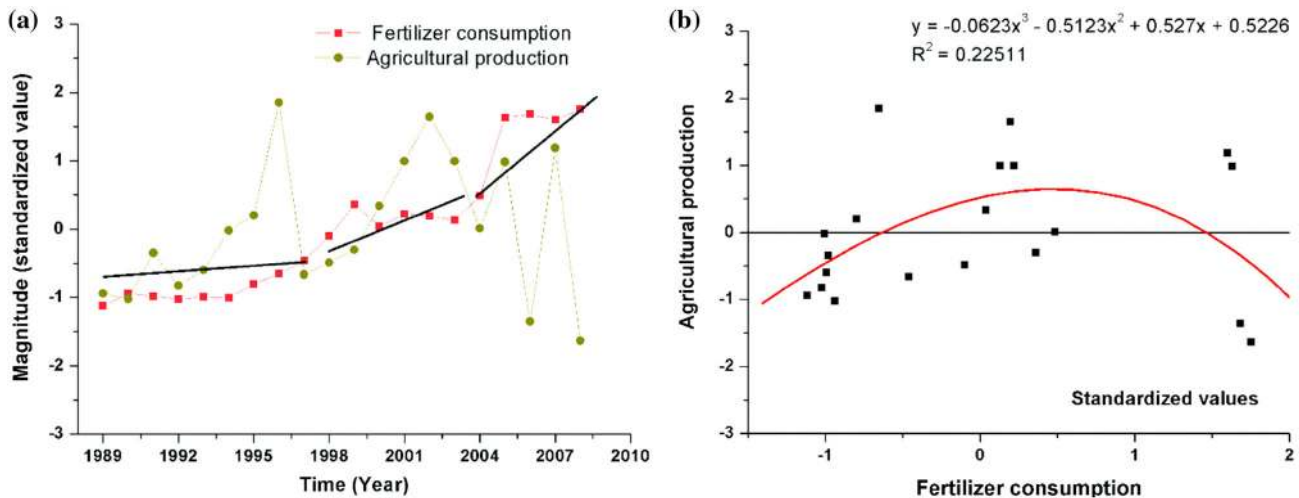 (a)
Fertilizer consumption
Agricultural production
Magnitude (standardized value)
3
2
1
0
-1
-2
-3
1989 1992 1995 1998 2001 2004 2007 2010
Time (Year)
(b)
y = -0.0623x³ - 0.5123x² + 0.527x + 0.5226
R² = 0.22511
Agricultural production
3
2
1
0
-1
-2
-3
Standardized values
-1 0 1 2
Fertilizer consumption